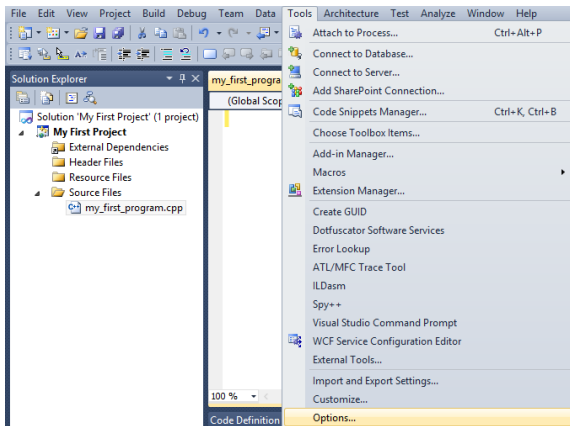 File Edit View Project Build Debug Team Data Tools Architecture Test Analyze Window Help
Solution Explorer
Solution 'My First Project' (1 project)
My First Project
External Dependencies
Header Files
Resource Files
Source Files
my_first_program.cpp
my_first_progra
(Global Scop
100 %
Code Definition
Attach to Process... Ctrl+Alt+P
Connect to Database...
Connect to Server...
Add SharePoint Connection...
Code Snippets Manager... Ctrl+K, Ctrl+B
Choose Toolbox Items...
Add-in Manager...
Macros
Extension Manager...
Create GUID
Dotfuscator Software Services
Error Lookup
ATL/MFC Trace Tool
ILDasm
Spy++
Visual Studio Command Prompt
WCF Service Configuration Editor
External Tools...
Import and Export Settings...
Customize...
Options...